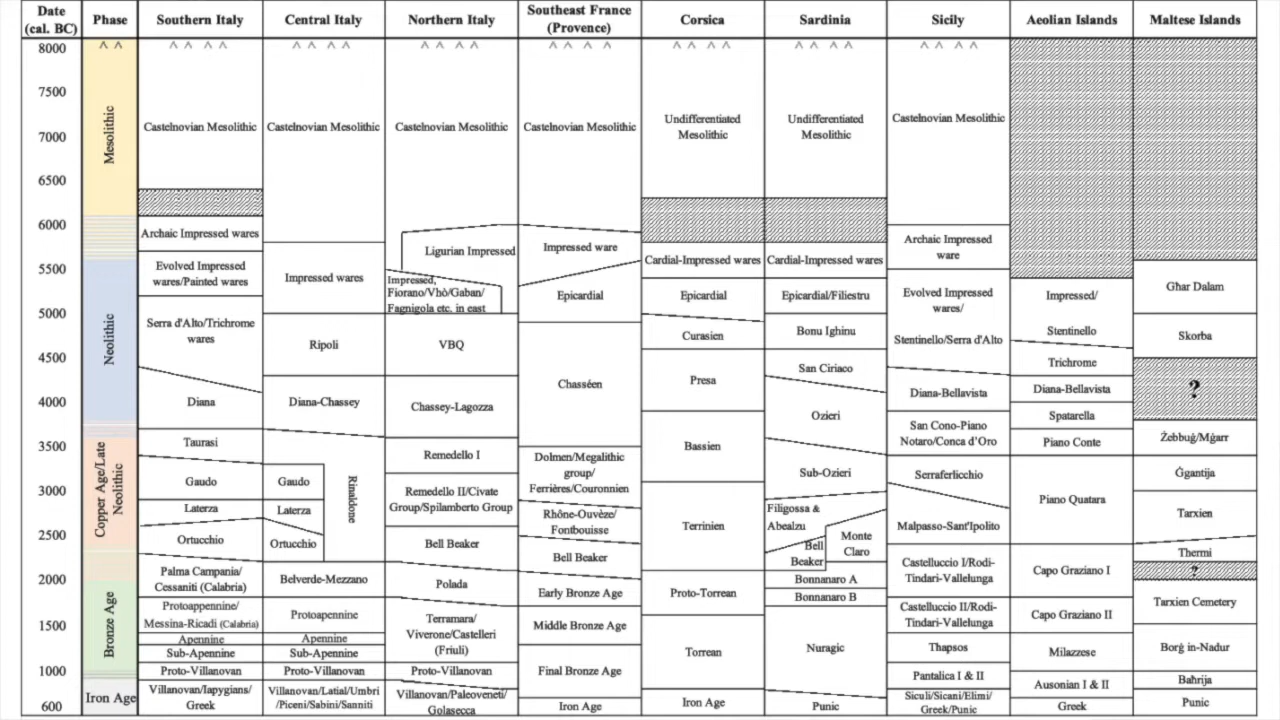 Date
(cal. BC)
Phase
Southern Italy
Central Italy
Northern Italy
Southeast France
(Provence)
Corsica
Sardinia
Sicily
Aeolian Islands
Maltese Islands
8000
7500
7000
6500
6000
5500
5000
4500
4000
3500
3000
2500
2000
1500
1000
600
Mesolithic
Neolithic
Copper Age/Late
Neolithic
Bronze Age
Iron Age
^ ^ ^ ^
Castelnovian Mesolithic
Archaic Impressed wares
Evolved Impressed
wares/Painted wares
Serra d'Alto/Trichrome
wares
Diana
Taurasi
Gaudo
Laterza
Ortucchio
Palma Campania/
Cessaniti (Calabria)
Protoappennine/
Messina-Ricadi (Calabria)
Apennine
Sub-Apennine
Proto-Villanovan
Villanovan/Iapygians/
Greek
Castelnovian Mesolithic
Impressed wares
Ripoli
Diana-Chassey
Gaudo
Laterza
Ortucchio
Rinaldone
Belverde-Mezzano
Protoapennine
Apennine
Sub-Apennine
Proto-Villanovan
Villanovan/Latial/Umbri
/Piceni/Sabini/Sanniti
Castelnovian Mesolithic
Ligurian Impressed
Impressed,
Fiorano/Vhò/Gaban/
Fagnigola etc. in east
VBQ
Chassey-Lagozza
Remedello I
Remedello II/Civate
Group/Spilamberto Group
Bell Beaker
Polada
Terramara/
Viverone/Castelleri
(Friuli)
Proto-Villanovan
Villanovan/Paleoveneti/
Golasecca
Castelnovian Mesolithic
Impressed ware
Epicardial
Chasséen
Dolmen/Megalithic
group/
Ferrières/Couronnien
Rhône-Ouvèze/
Fontbouisse
Bell Beaker
Early Bronze Age
Middle Bronze Age
Final Bronze Age
Iron Age
Undifferentiated
Mesolithic
Cardial-Impressed wares
Epicardial
Curasien
Presa
Bassien
Terrinien
Proto-Torrean
Torrean
Iron Age
Undifferentiated
Mesolithic
Cardial-Impressed wares
Epicardial/Filiestru
Bonu Ighinu
San Ciriaco
Ozieri
Sub-Ozieri
Filigossa &
Abealzu
Bell
Beaker
Monte
Claro
Bonnanaro A
Bonnanaro B
Nuragic
Punic
Castelnovian Mesolithic
Archaic Impressed
ware
Evolved Impressed
wares/
Stentinello/Serra d'Alto
Diana-Bellavista
San Cono-Piano
Notaro/Conca d'Oro
Serraferlicchio
Malpasso-Sant'Ipolito
Castelluccio I/Rodi-
Tindari-Vallelunga
Castelluccio II/Rodi-
Tindari-Vallelunga
Thapsos
Pantalica I & II
Siculi/Sicani/Elimi/
Greek/Punic
Impressed/
Stentinello
Trichrome
Diana-Bellavista
Spatarella
Piano Conte
Piano Quatara
Capo Graziano I
Capo Graziano II
Milazzese
Ausonian I & II
Greek
Għar Dalam
Skorba
?
Żebbuġ/Mġarr
Ġgantija
Tarxien
Thermi
?
Tarxien Cemetery
Borġ in-Nadur
Baħrija
Punic